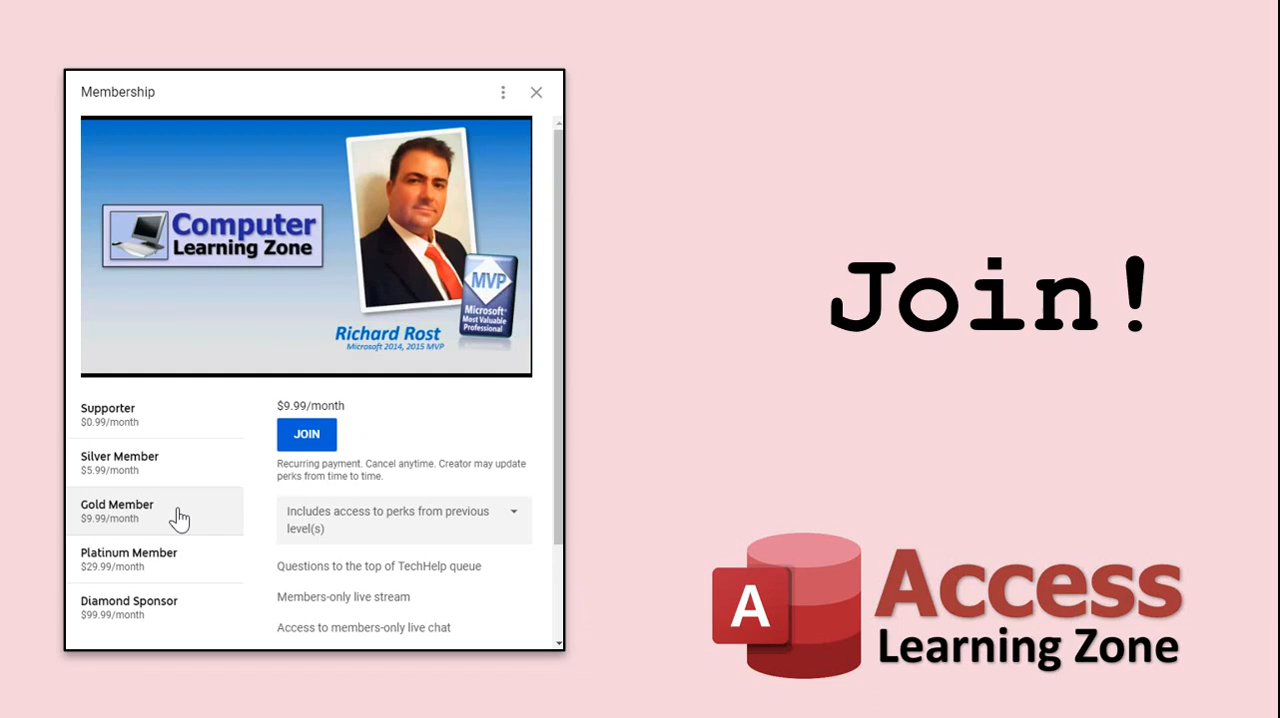 Membership
Computer
Learning Zone
MVP
Microsoft®
Most Valuable
Professional
Richard Rost
Microsoft 2014, 2015 MVP
Supporter
$0.99/month
Silver Member
$5.99/month
Gold Member
$9.99/month
Platinum Member
$29.99/month
Diamond Sponsor
$99.99/month
$9.99/month
JOIN
Recurring payment. Cancel anytime. Creator may update
perks from time to time.
Includes access to perks from previous
level(s)
Questions to the top of TechHelp queue
Members-only live stream
Access to members-only live chat
Join!
A
Access
Learning Zone